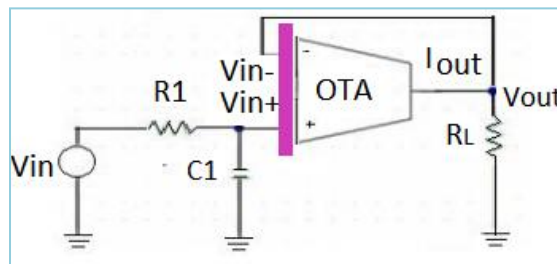 -
Vin-
Iout
R1
Vin+
OTA
Vout
+
RL
Vin
C1